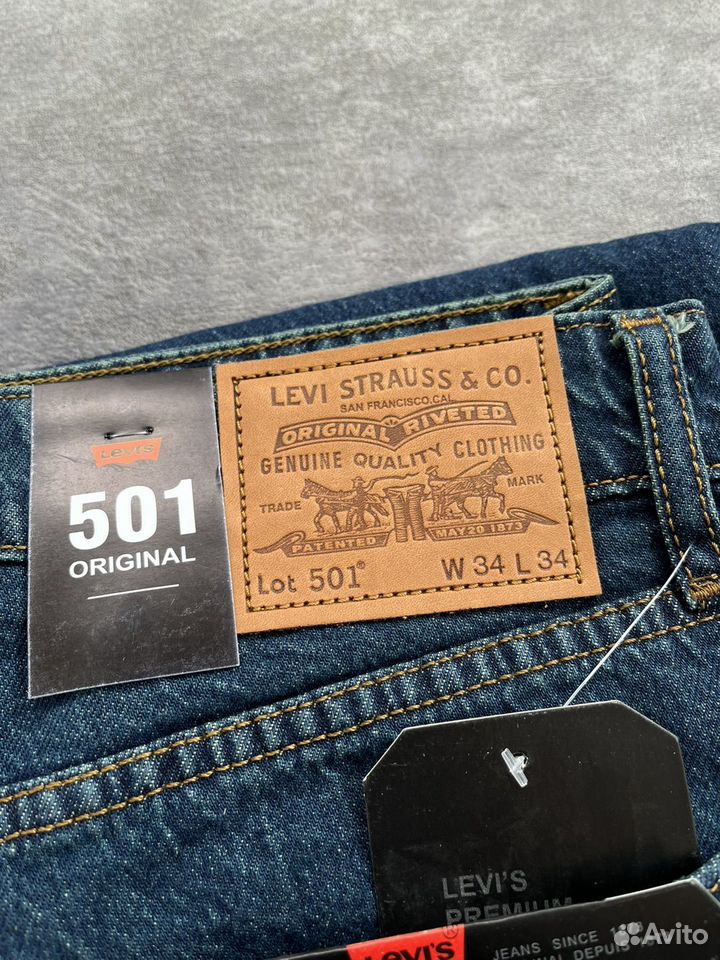 LEVI STRAUSS & CO.
SAN FRANCISCO,CAL
ORIGINAL RIVETED
GENUINE QUALITY CLOTHING
TRADE MARK
PATENTED MAY 20 1873
Lot 501® W 34 L 34
Levi's
501
ORIGINAL
LEVI'S
PREMIUM
Levi's
JEANS SINCE
DEPUIS
Avito